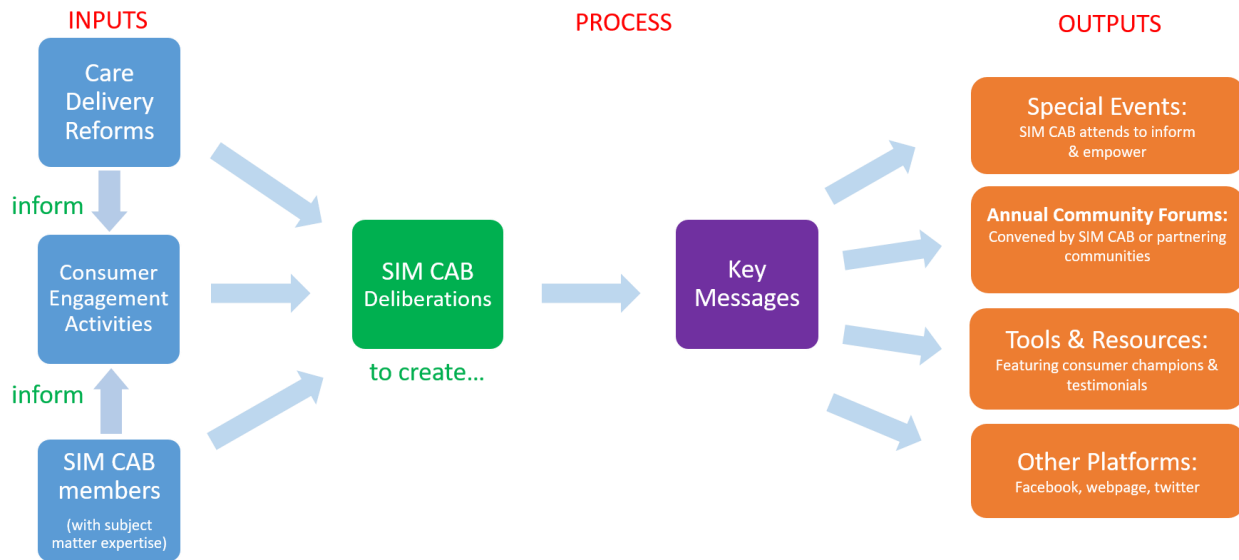 INPUTS
PROCESS
OUTPUTS
Care
Delivery
Reforms
inform
Consumer
Engagement
Activities
inform
SIM CAB
members
(with subject
matter expertise)
SIM CAB
Deliberations
to create...
Key
Messages
Special Events:
SIM CAB attends to inform
& empower
Annual Community Forums:
Convened by SIM CAB or partnering
communities
Tools & Resources:
Featuring consumer champions &
testimonials
Other Platforms:
Facebook, webpage, twitter